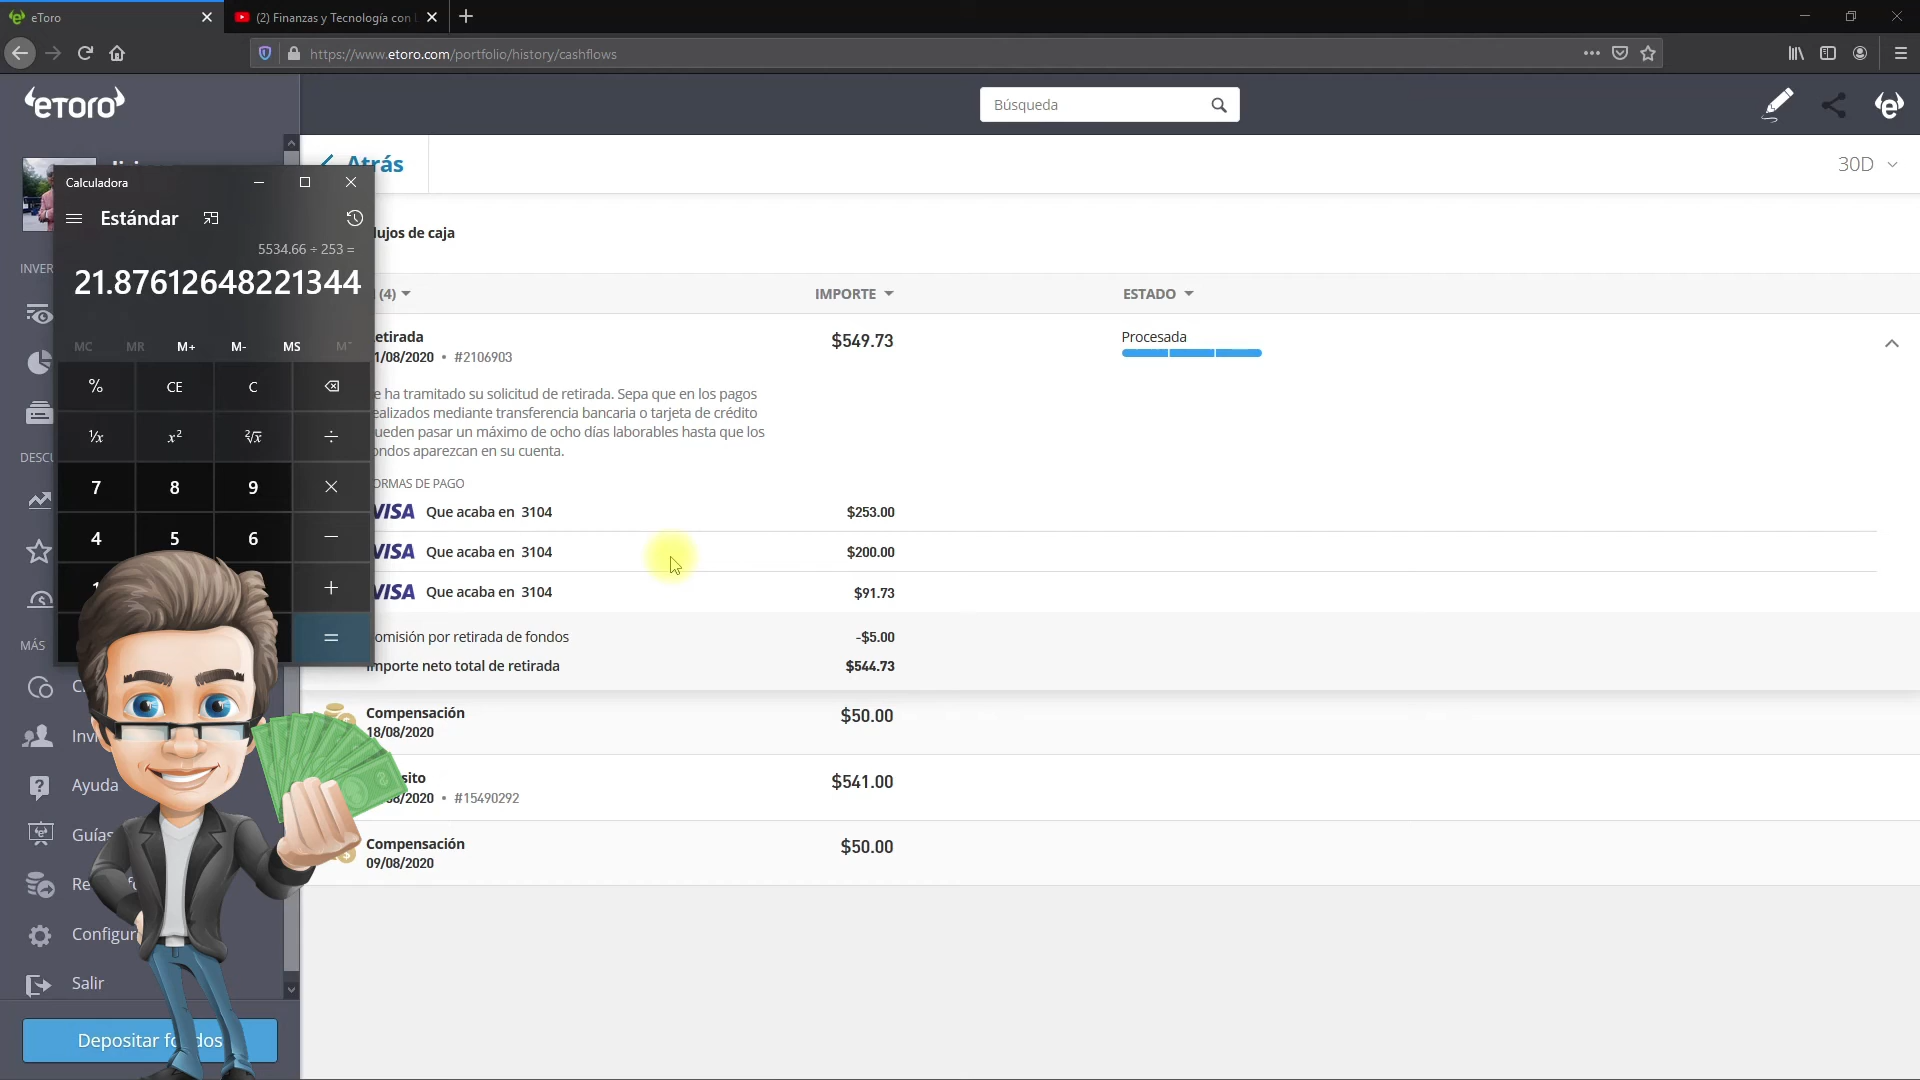 eToro
(2) Finanzas y Tecnología con
https://www.etoro.com/portfolio/history/cashflows
eToro
Búsqueda
Atrás
30D
Calculadora
Estándar
5534.66 ÷ 253 =
21.87612648221344
MC MR M+ M- MS M˅
% CE C
¹/x x² ²√x ÷
7 8 9 ×
4 5 6 −
+
=
INVER
DESCU
MÁS
Invi
Ayuda
Guías
Configur
Salir
Depositar fo dos
lujos de caja
(4) IMPORTE ESTADO
etirada $549.73 Procesada
1/08/2020 • #2106903
e ha tramitado su solicitud de retirada. Sepa que en los pagos
ealizados mediante transferencia bancaria o tarjeta de crédito
ueden pasar un máximo de ocho días laborables hasta que los
ondos aparezcan en su cuenta.
ORMAS DE PAGO
VISA Que acaba en 3104 $253.00
VISA Que acaba en 3104 $200.00
VISA Que acaba en 3104 $91.73
omisión por retirada de fondos -$5.00
Importe neto total de retirada $544.73
Compensación $50.00
18/08/2020
sito $541.00
08/2020 • #15490292
Compensación $50.00
09/08/2020